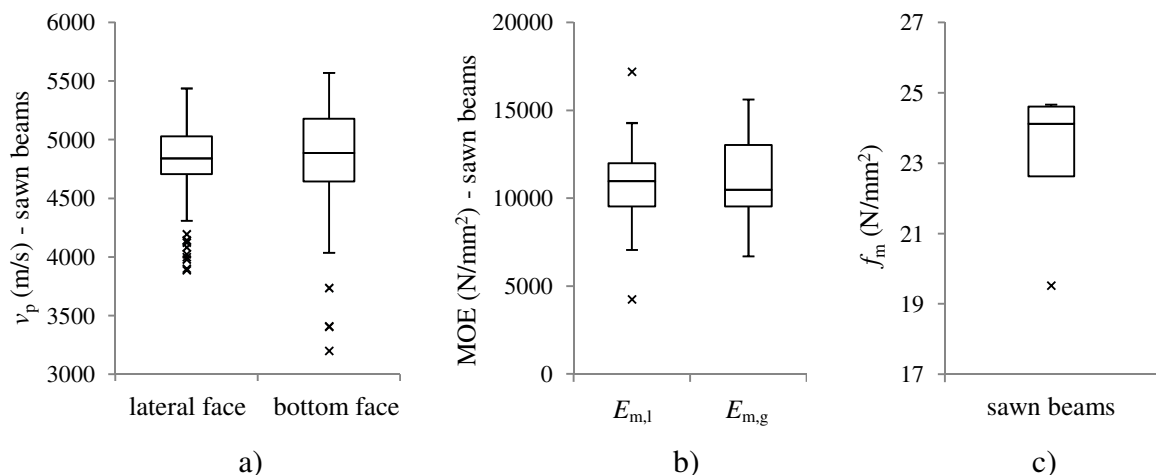 6000
5500
5000
4500
4000
3500
3000
v_p (m/s) - sawn beams
lateral face bottom face
a)
20000
15000
10000
5000
0
MOE (N/mm²) - sawn beams
E_m,l E_m,g
b)
27
25
23
21
19
17
f_m (N/mm²)
sawn beams
c)